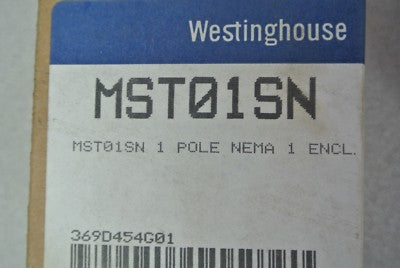 Westinghouse
MST01SN
MST01SN 1 POLE NEMA 1 ENCL.
369D454G01